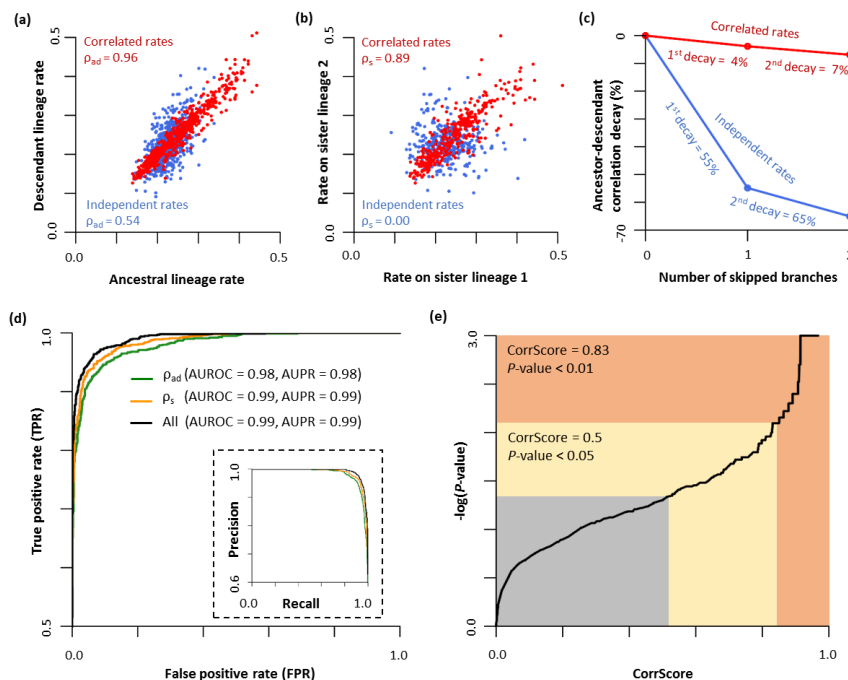 (a)
0.5
Correlated rates
ρad = 0.96
Descendant lineage rate
Independent rates
ρad = 0.54
0.0
0.0
0.5
Ancestral lineage rate
(b)
0.5
Correlated rates
ρs = 0.89
Rate on sister lineage 2
Independent rates
ρs = 0.00
0.0
0.0
0.5
Rate on sister lineage 1
(c)
0
Correlated rates
1st decay = 4%
2nd decay = 7%
Ancestor-descendant
correlation decay (%)
Independent rates
1st decay = 55%
2nd decay = 65%
-70
0
1
Number of skipped branches
(d)
1.0
ρad (AUROC = 0.98, AUPR = 0.98)
ρs (AUROC = 0.99, AUPR = 0.99)
All (AUROC = 0.99, AUPR = 0.99)
True positive rate (TPR)
1.0
Precision
0.6
0.0
Recall
1.0
0.5
0.0
1.0
False positive rate (FPR)
(e)
3.0
CorrScore = 0.83
P-value < 0.01
CorrScore = 0.5
P-value < 0.05
-log(P-value)
0.0
0.0
1.0
CorrScore